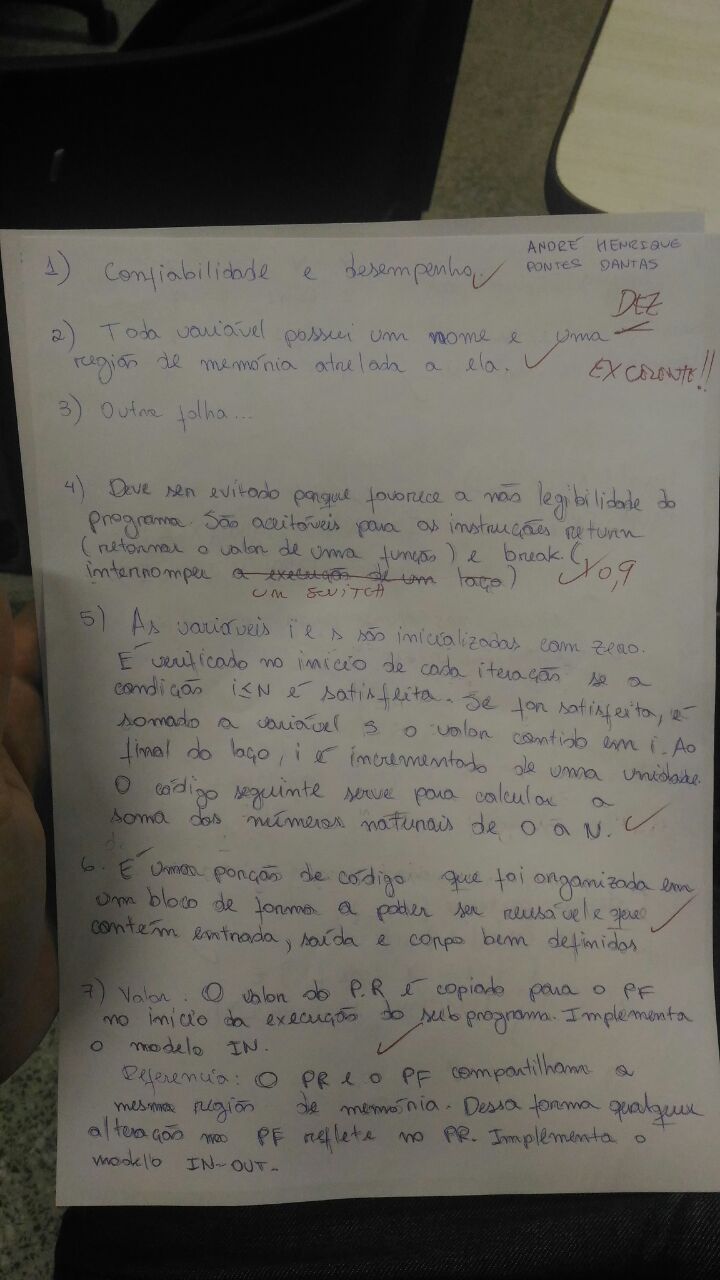 ANDRÉ HENRIQUE
PONTES DANTAS
1) Confiabilidade e desempenho.
DEZ
EXCELENTE!!
2) Toda variável possui um nome e uma
região de memória atrelada a ela.
3) Outra folha...
4) Deve ser evitado porque favorece a não legibilidade do
programa. São aceitáveis para as instruções return
(retornar o valor de uma função) e break (
interromper a execução de um laço)
UM SWITCH
0,9
5) As variáveis i e s são inicializadas com zero.
É verificado no início de cada iteração se a
condição i≤N é satisfeita. Se for satisfeita, é
somado a variável s o valor contido em i. Ao
final do laço, i é incrementado de uma unidade.
O código seguinte serve para calcular a
soma dos números naturais de 0 a N.
6. É uma porção de código que foi organizada em
um bloco de forma a poder ser reusável e que
contém entrada, saída e corpo bem definidos
7) Valor. O valor do P.R é copiado para o PF
no início da execução do subprograma. Implementa
o modelo IN.
Referencia: O PR e o PF compartilham a
mesma região de memória. Dessa forma qualquer
alteração no PF reflete no PR. Implementa o
modelo IN-OUT.